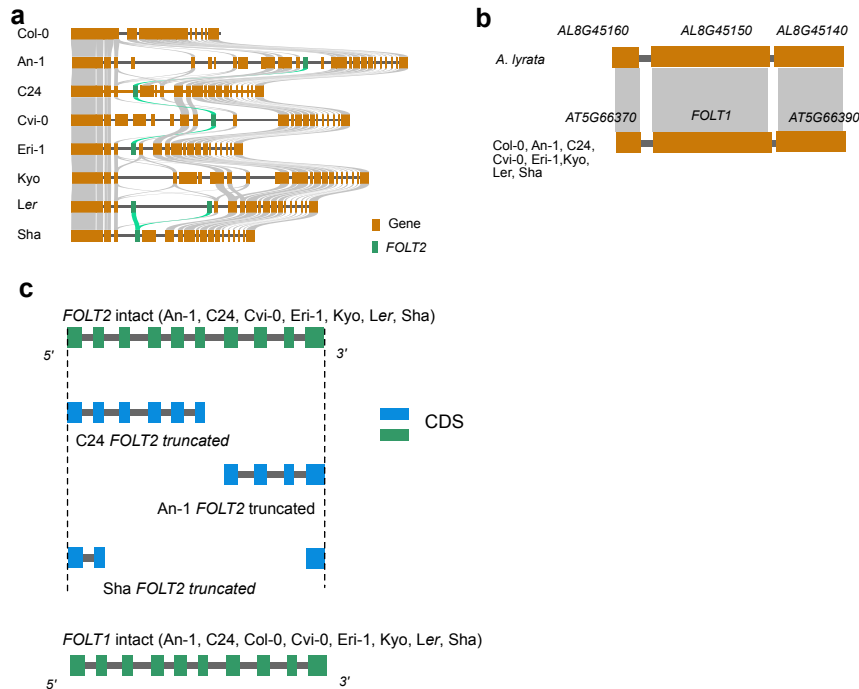 a
Col-0
An-1
C24
Cvi-0
Eri-1
Kyo
Ler
Sha
Gene
FOLT2
b
AL8G45160 AL8G45150 AL8G45140
A. lyrata
AT5G66370 FOLT1 AT5G66390
Col-0, An-1, C24,
Cvi-0, Eri-1,Kyo,
Ler, Sha
c
FOLT2 intact (An-1, C24, Cvi-0, Eri-1, Kyo, Ler, Sha)
5' 3'
C24 FOLT2 truncated
CDS
An-1 FOLT2 truncated
Sha FOLT2 truncated
FOLT1 intact (An-1, C24, Col-0, Cvi-0, Eri-1, Kyo, Ler, Sha)
5' 3'